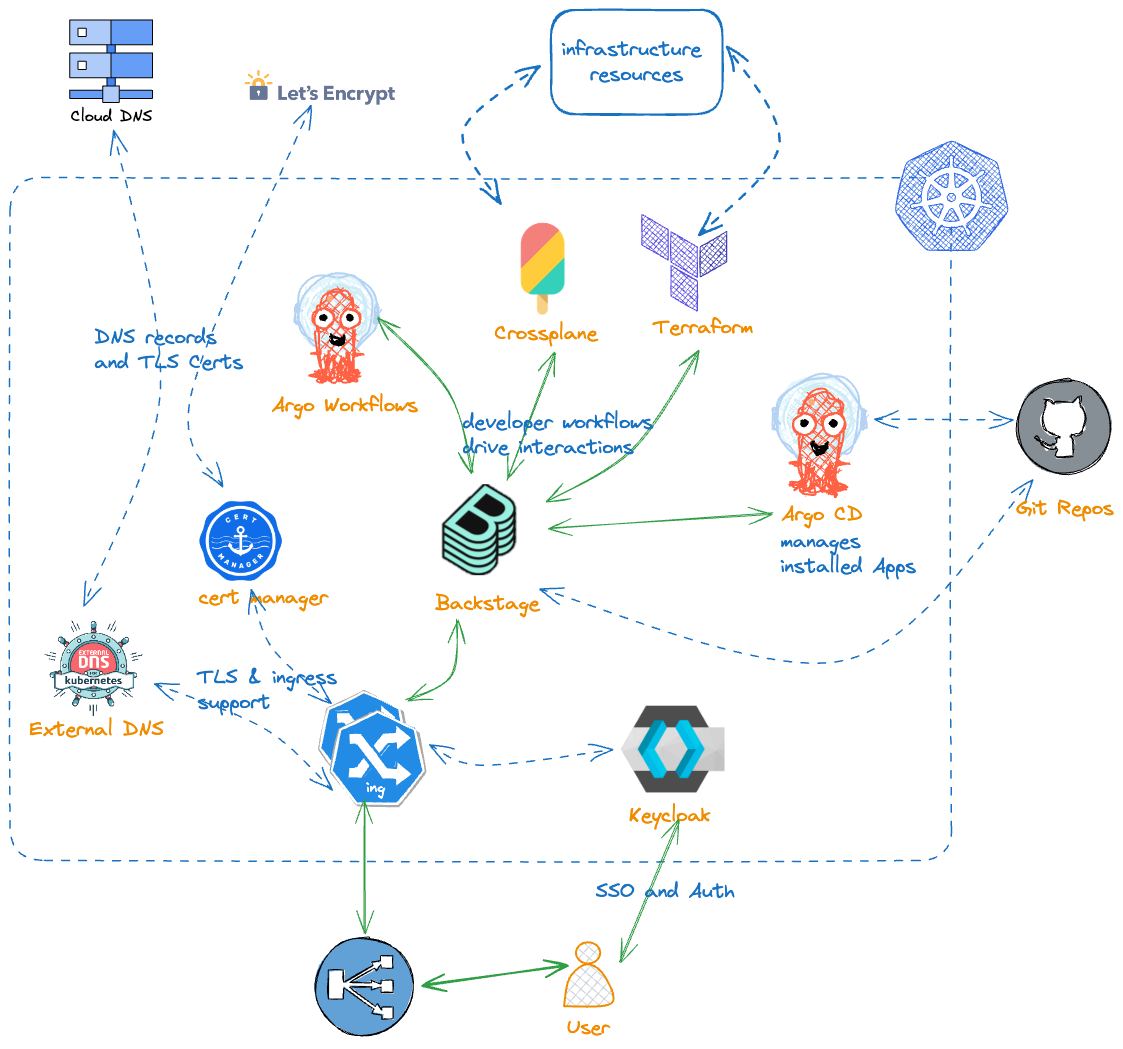 infrastructure
resources
Cloud DNS
Let's Encrypt
DNS records
and TLS Certs
Crossplane
Terraform
Argo Workflows
developer workflows
drive interactions
Argo CD
manages
installed Apps
Git Repos
CERT
MANAGER
cert manager
Backstage
EXTERNAL
DNS
FOR
kubernetes
External DNS
TLS & ingress
support
ing
Keycloak
SSO and Auth
User